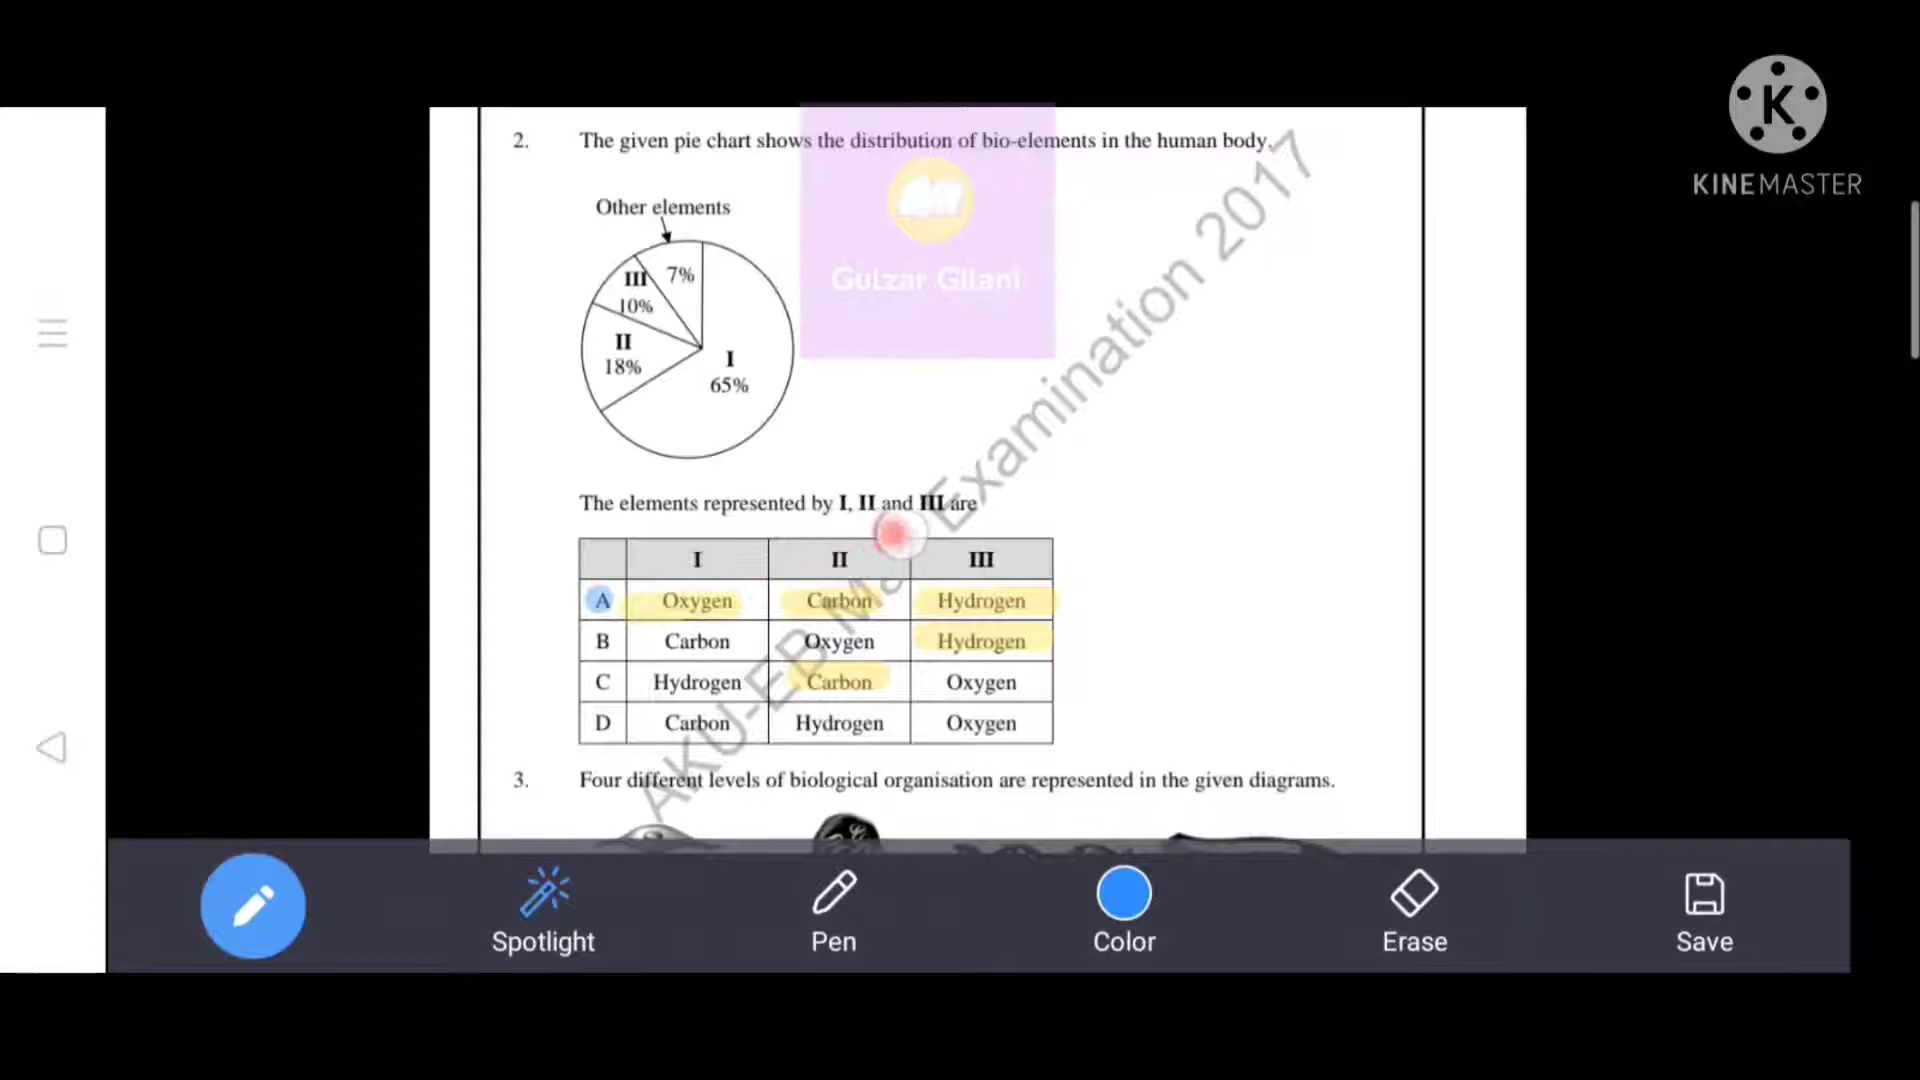 2. The given pie chart shows the distribution of bio-elements in the human body.
KINEMASTER
Other elements
III 7%
10%
II
18%
I
65%
Gulzar Gilani
AKU-EB Ma Examination 2017
The elements represented by I, II and III are
I II III
A Oxygen Carbon Hydrogen
B Carbon Oxygen Hydrogen
C Hydrogen Carbon Oxygen
D Carbon Hydrogen Oxygen
3. Four different levels of biological organisation are represented in the given diagrams.
Spotlight Pen Color Erase Save